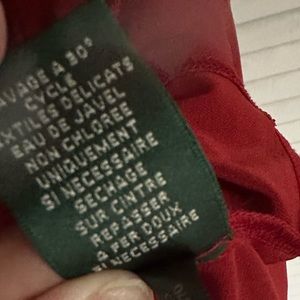 LAVAGE A 30°
CYCLE
TEXTILES DELICATS
EAU DE JAVEL
NON CHLOREE
UNIQUEMENT
SI NECESSAIRE
SECHAGE
SUR CINTRE
REPASSER
A FER DOUX
SI NECESSAIRE